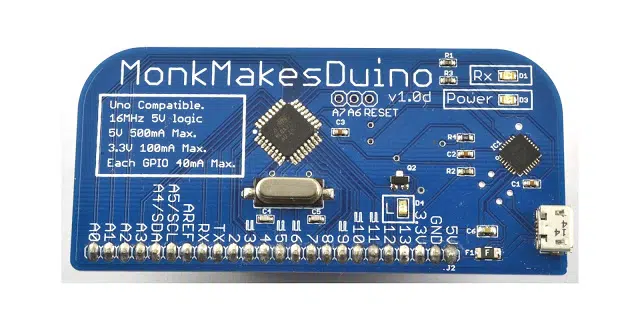 MonkMakesDuino
v1.0d
Uno Compatible.
16MHz 5V logic
5V 500mA Max.
3.3V 100mA Max.
Each GPIO 40mA Max.
R1
R3
Rx
D1
Power
D3
A7
A6
RESET
C3
R4
C2
R2
IC1
C1
Q2
C4
C5
L
D4
C6
F1
F
J2
A0
A1
A2
A3
A4/SDA
A5/SCL
AREF
RX
TX
2
3
4
5
6
7
8
9
10
11
12
13
3.3V
GND
5V